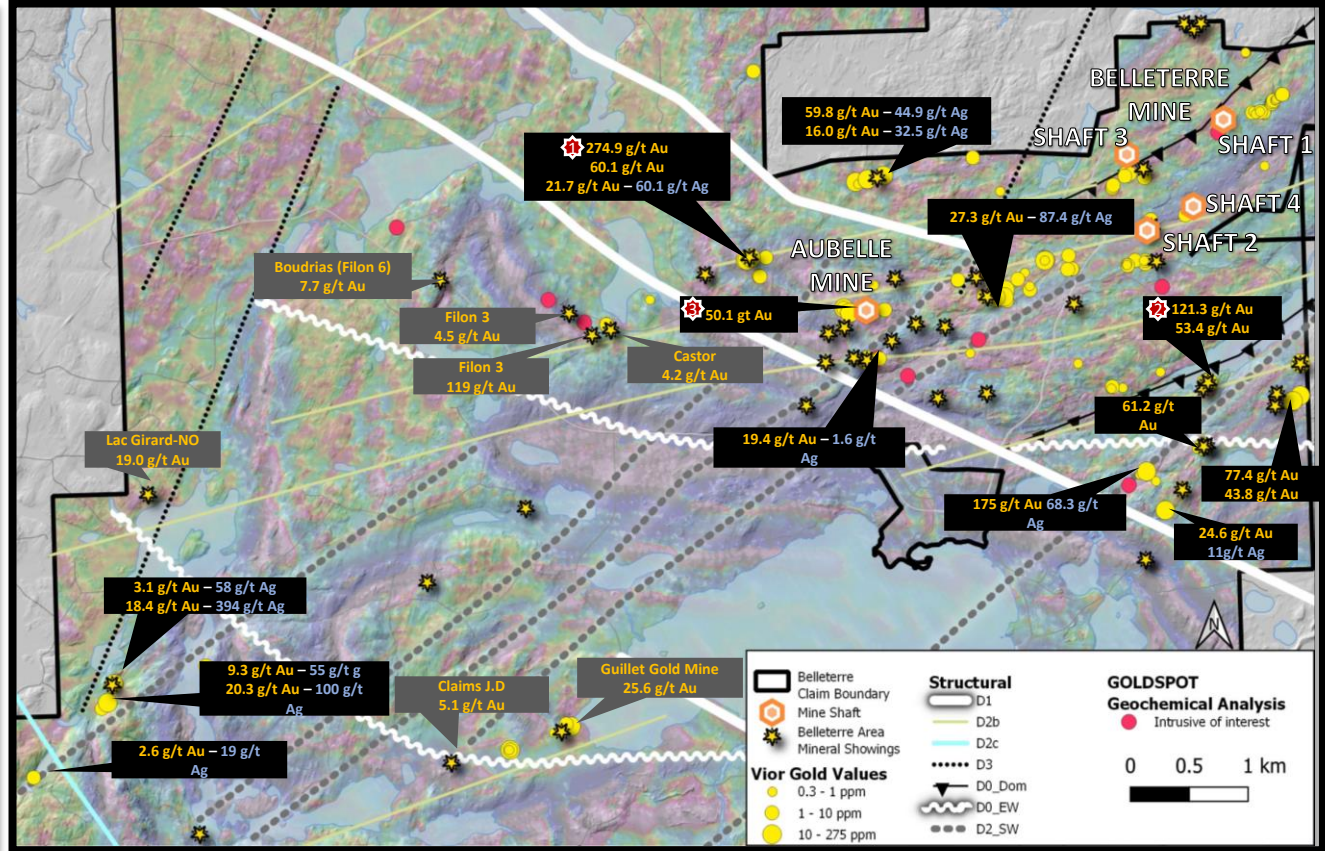 BELLETERRE
MINE
SHAFT 3
SHAFT 1
SHAFT 4
SHAFT 2
59.8 g/t Au – 44.9 g/t Ag
16.0 g/t Au – 32.5 g/t Ag
1 274.9 g/t Au
60.1 g/t Au
21.7 g/t Au – 60.1 g/t Ag
27.3 g/t Au – 87.4 g/t Ag
AUBELLE
MINE
Boudrias (Filon 6)
7.7 g/t Au
Filon 3
4.5 g/t Au
Filon 3
119 g/t Au
Castor
4.2 g/t Au
3 50.1 gt Au
2 121.3 g/t Au
53.4 g/t Au
61.2 g/t
Au
19.4 g/t Au – 1.6 g/t
Ag
77.4 g/t Au
43.8 g/t Au
175 g/t Au 68.3 g/t
Ag
24.6 g/t Au
11g/t Ag
Lac Girard-NO
19.0 g/t Au
3.1 g/t Au – 58 g/t Ag
18.4 g/t Au – 394 g/t Ag
9.3 g/t Au – 55 g/t g
20.3 g/t Au – 100 g/t
Ag
2.6 g/t Au – 19 g/t
Ag
Claims J.D
5.1 g/t Au
Guillet Gold Mine
25.6 g/t Au
N
Belleterre
Claim Boundary
Mine Shaft
Belleterre Area
Mineral Showings
Vior Gold Values
0.3 - 1 ppm
1 - 10 ppm
10 - 275 ppm
Structural
D1
D2b
D2c
D3
D0_Dom
D0_EW
D2_SW
GOLDSPOT
Geochemical Analysis
Intrusive of interest
0 0.5 1 km